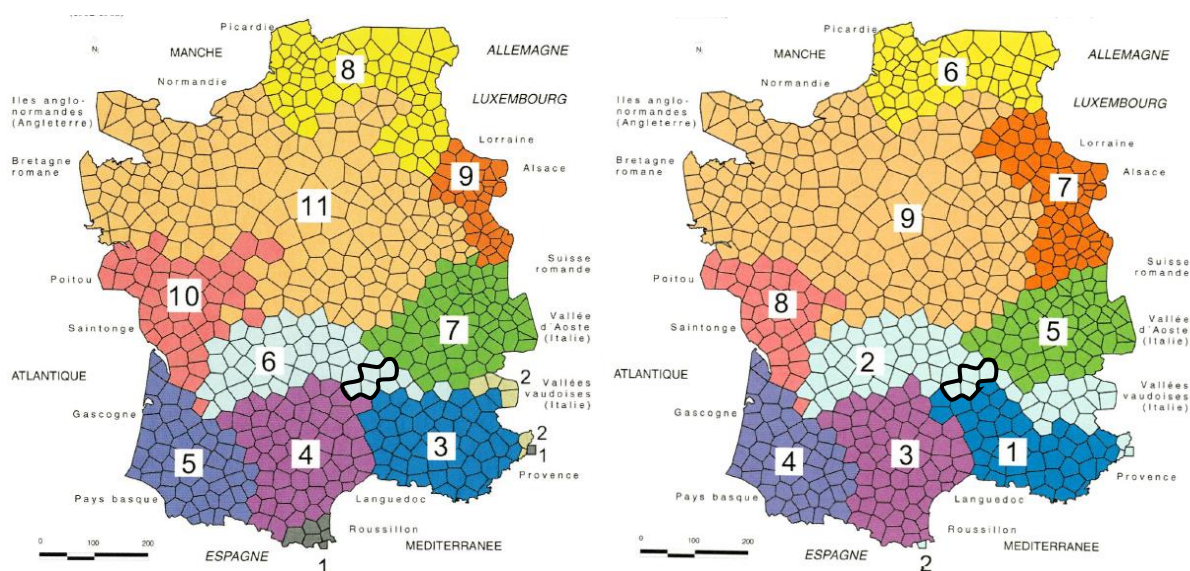 Picardie
MANCHE
ALLEMAGNE
8
Normandie
N
Iles anglo-
normandes
(Angleterre)
LUXEMBOURG
Lorraine
Bretagne
romane
9
Alsace
11
Suisse
romande
Poitou
10
Vallée
d'Aoste
(Italie)
7
Saintonge
6
ATLANTIQUE
2
Vallées
vaudoises
(Italie)
Gascogne
2
1
3
4
5
Provence
Pays basque
Languedoc
Roussillon
0 100 200
ESPAGNE
MEDITERRANEE
1
Picardie
MANCHE
ALLEMAGNE
6
Normandie
N
Iles anglo-
normandes
(Angleterre)
LUXEMBOURG
Lorraine
Bretagne
romane
Alsace
7
9
Suisse
romande
Poitou
8
Vallée
d'Aoste
(Italie)
5
Saintonge
2
ATLANTIQUE
Vallées
vaudoises
(Italie)
Gascogne
1
3
4
Provence
Pays basque
Languedoc
Roussillon
0 100 200
ESPAGNE
MEDITERRANEE
2